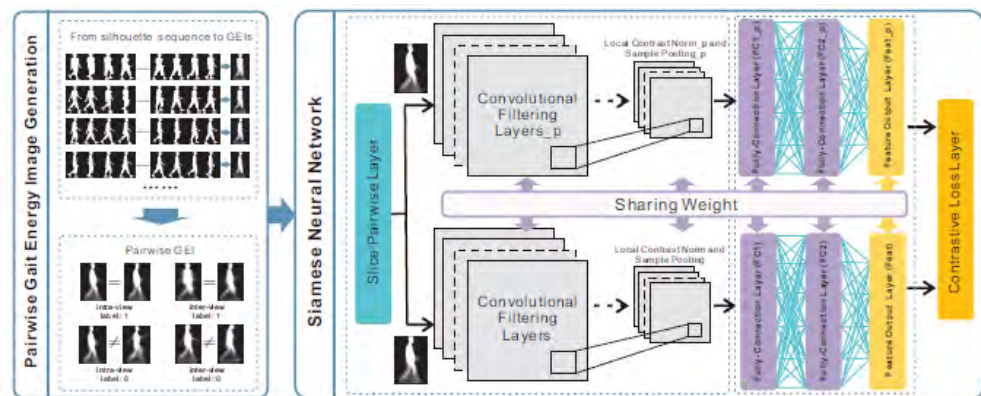 Pairwise Gait Energy Image Generation
From silhouette sequence to GEIs
......
Pairwise GEI
=
=
intra-view
label: 1
inter-view
label: 1
≠
≠
intra-view
label: 0
inter-view
label: 0
Siamese Neural Network
Slice Pairwise Layer
Convolutional
Filtering
Layers_p
Local Contrast Norm_p and
Sample Pooling_p
Fully-Connection Layer (FC1_p)
Fully-Connection Layer (FC2_p)
Feature Output Layer (Feat_p)
Sharing Weight
Convolutional
Filtering
Layers
Local Contrast Norm and
Sample Pooling
Fully-Connection Layer (FC1)
Fully-Connection Layer (FC2)
Feature Output Layer (Feat)
Contrastive Loss Layer